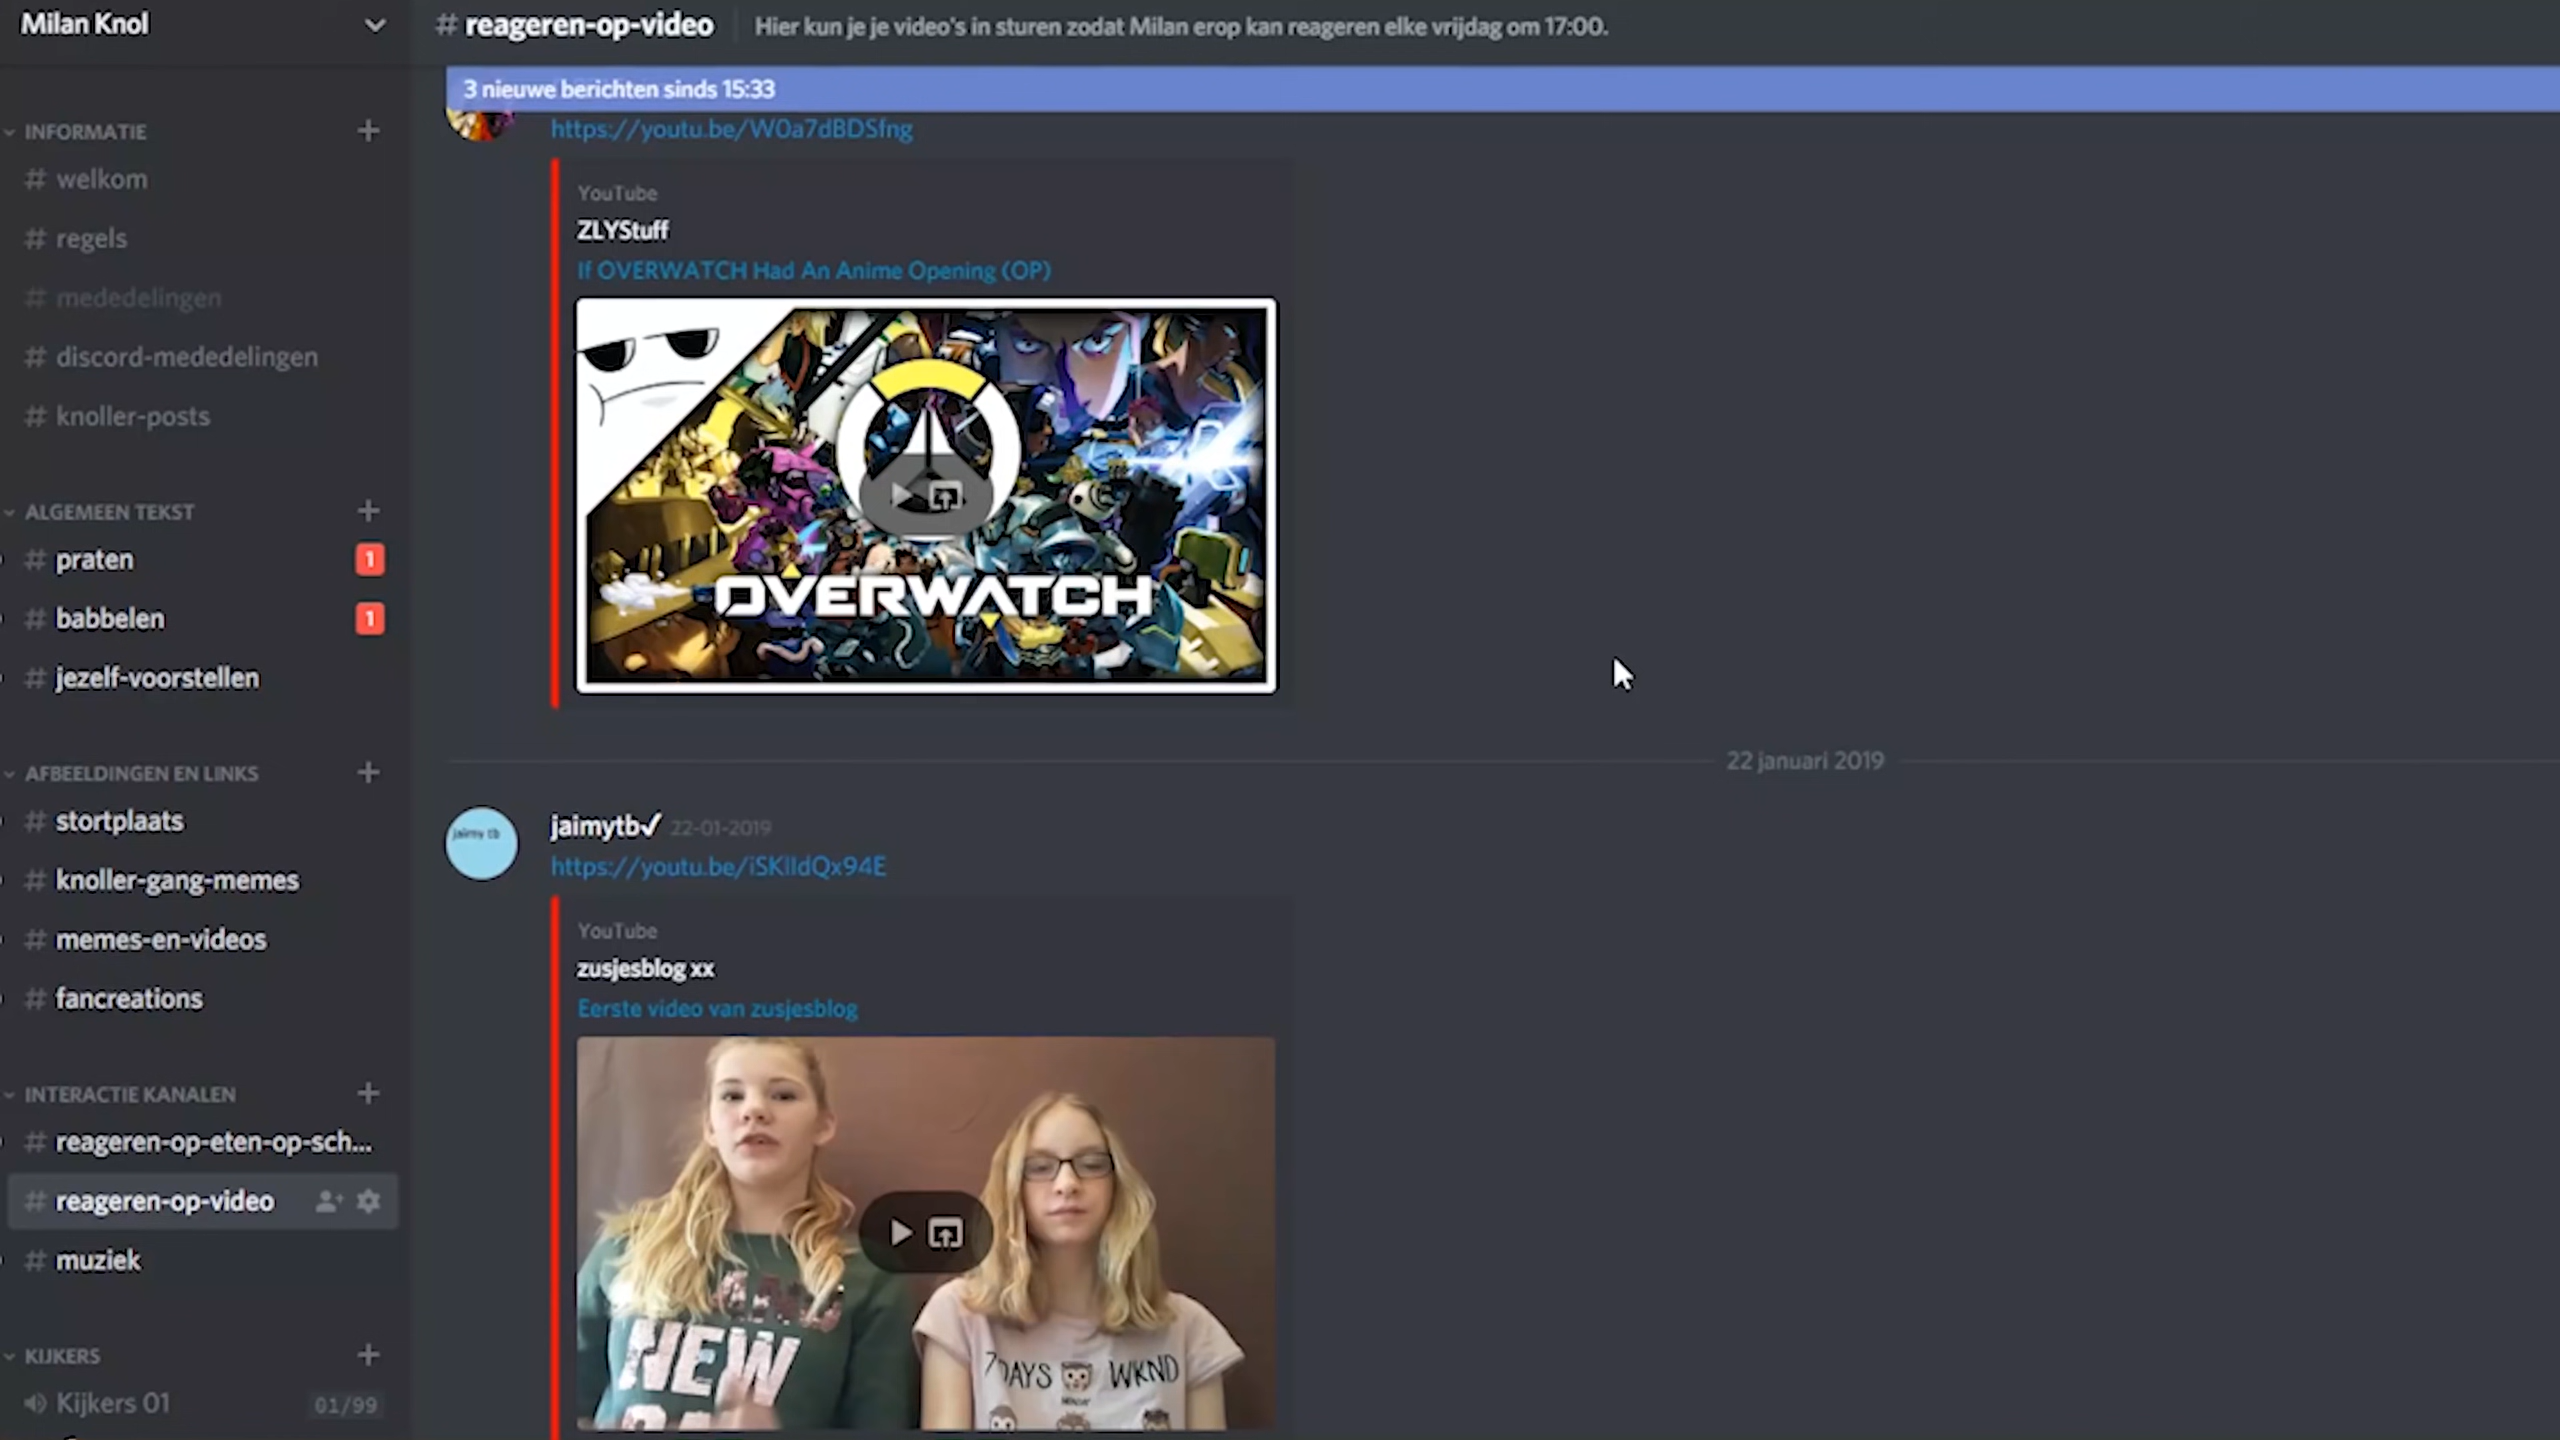 Milan Knol
INFORMATIE
# welkom
# regels
# mededelingen
# discord-mededelingen
# knoller-posts
ALGEMEEN TEKST
# praten 1
# babbelen 1
# jezelf-voorstellen
AFBEELDINGEN EN LINKS
# stortplaats
# knoller-gang-memes
# memes-en-videos
# fancreations
INTERACTIE KANALEN
# reageren-op-eten-op-sch...
# reageren-op-video
# muziek
KIJKERS
Kijkers 01 01/99
# reageren-op-video Hier kun je je video's in sturen zodat Milan erop kan reageren elke vrijdag om 17:00.
3 nieuwe berichten sinds 15:33
https://youtu.be/W0a7dBDSfng
YouTube
ZLYStuff
If OVERWATCH Had An Anime Opening (OP)
OVERWATCH
22 januari 2019
jaimy tb
jaimytb✓ 22-01-2019
https://youtu.be/iSKlIdQx94E
YouTube
zusjesblog xx
Eerste video van zusjesblog
NEW
7DAYS WKND